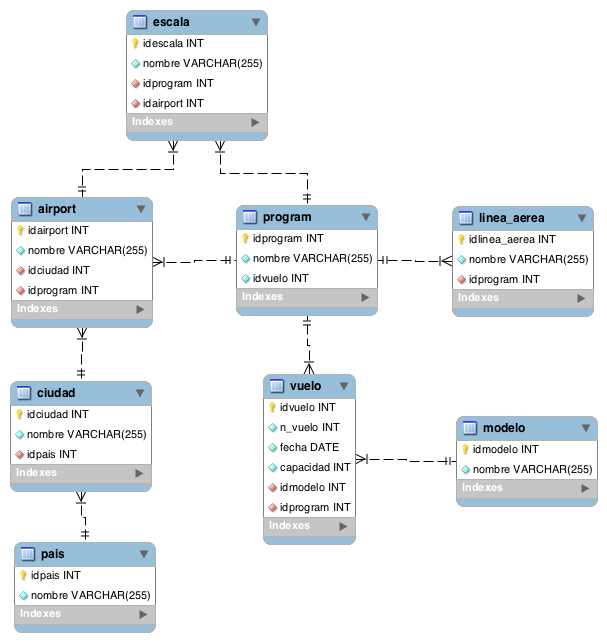 escala
idescala INT
nombre VARCHAR(255)
idprogram INT
idairport INT
Indexes
airport
idairport INT
nombre VARCHAR(255)
idciudad INT
idprogram INT
Indexes
program
idprogram INT
nombre VARCHAR(255)
idvuelo INT
Indexes
linea_aerea
idlinea_aerea INT
nombre VARCHAR(255)
idprogram INT
Indexes
ciudad
idciudad INT
nombre VARCHAR(255)
idpais INT
Indexes
vuelo
idvuelo INT
n_vuelo INT
fecha DATE
capacidad INT
idmodelo INT
idprogram INT
Indexes
modelo
idmodelo INT
nombre VARCHAR(255)
Indexes
pais
idpais INT
nombre VARCHAR(255)
Indexes